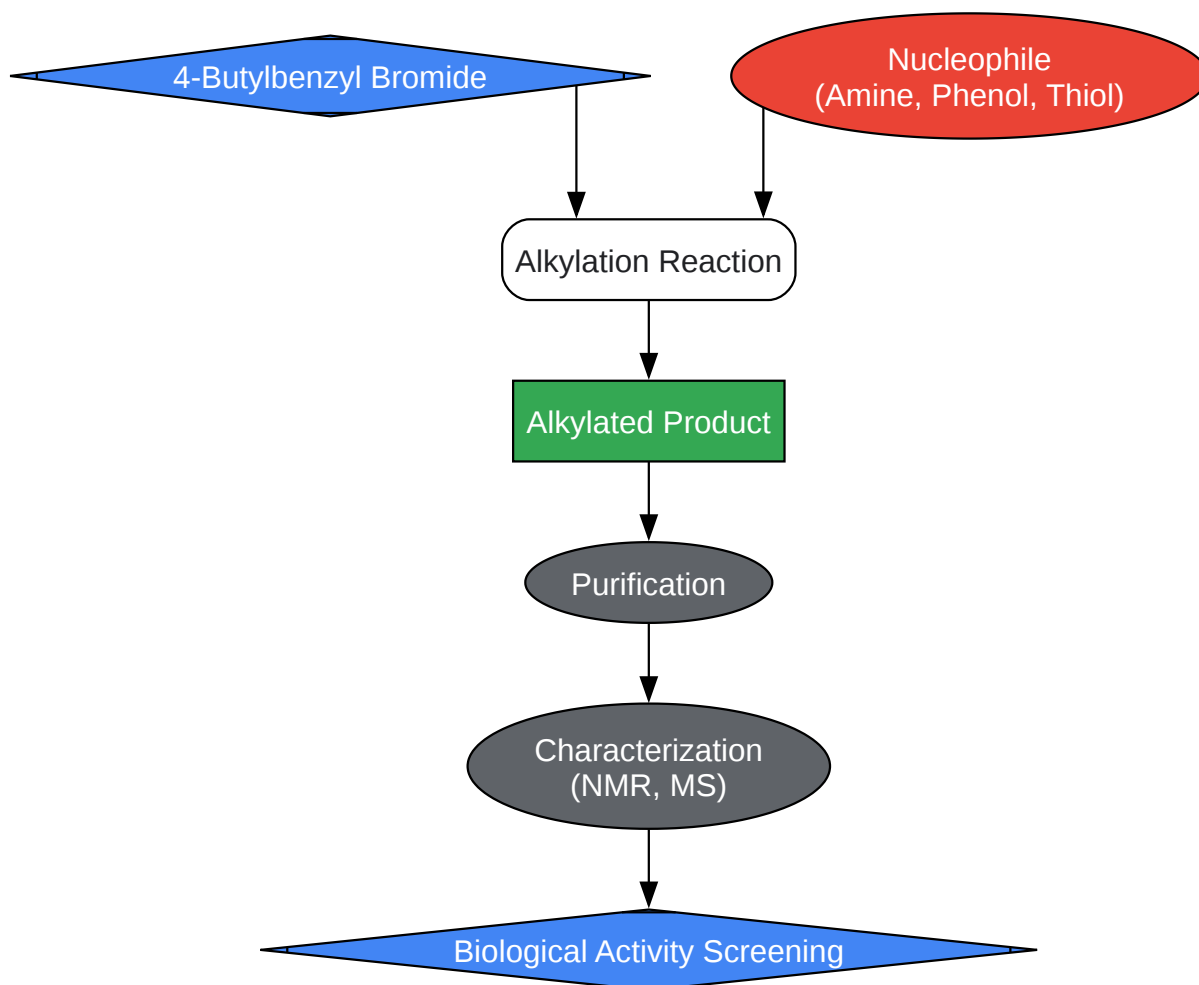 4-Butylbenzyl Bromide
Nucleophile
(Amine, Phenol, Thiol)
Alkylation Reaction
Alkylated Product
Purification
Characterization
(NMR, MS)
Biological Activity Screening